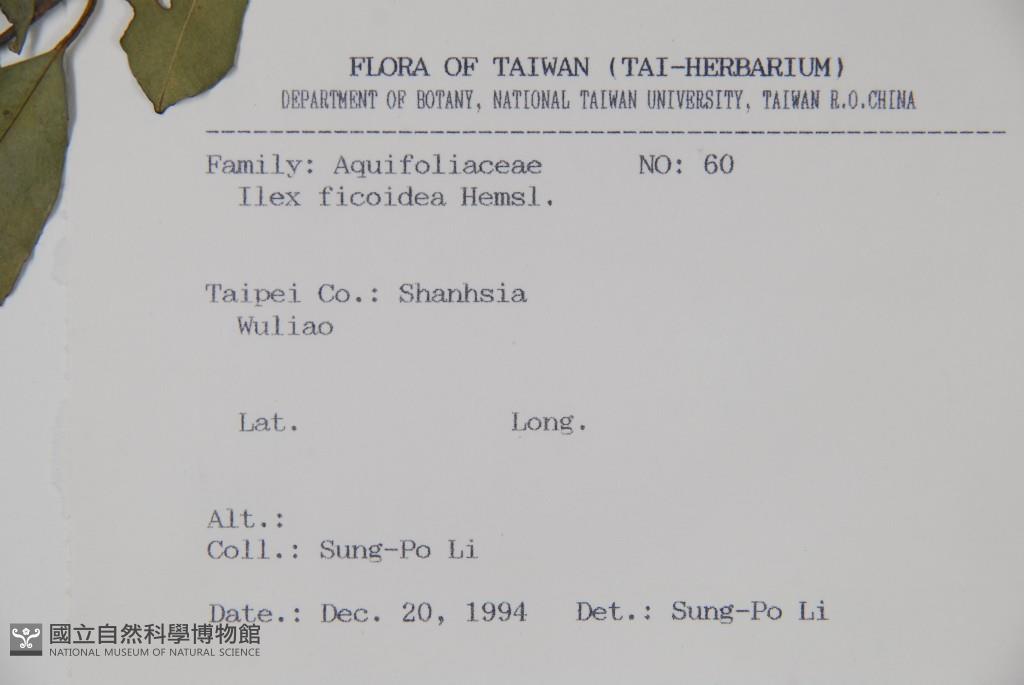 FLORA OF TAIWAN (TAI-HERBARIUM)
DEPARTMENT OF BOTANY, NATIONAL TAIWAN UNIVERSITY, TAIWAN R.O.CHINA
--------------------------------------------------
Family: Aquifoliaceae NO: 60
Ilex ficoidea Hemsl.
Taipei Co.: Shanhsia
Wuliao
Lat. Long.
Alt.:
Coll.: Sung-Po Li
Date.: Dec. 20, 1994 Det.: Sung-Po Li
國立自然科學博物館
NATIONAL MUSEUM OF NATURAL SCIENCE